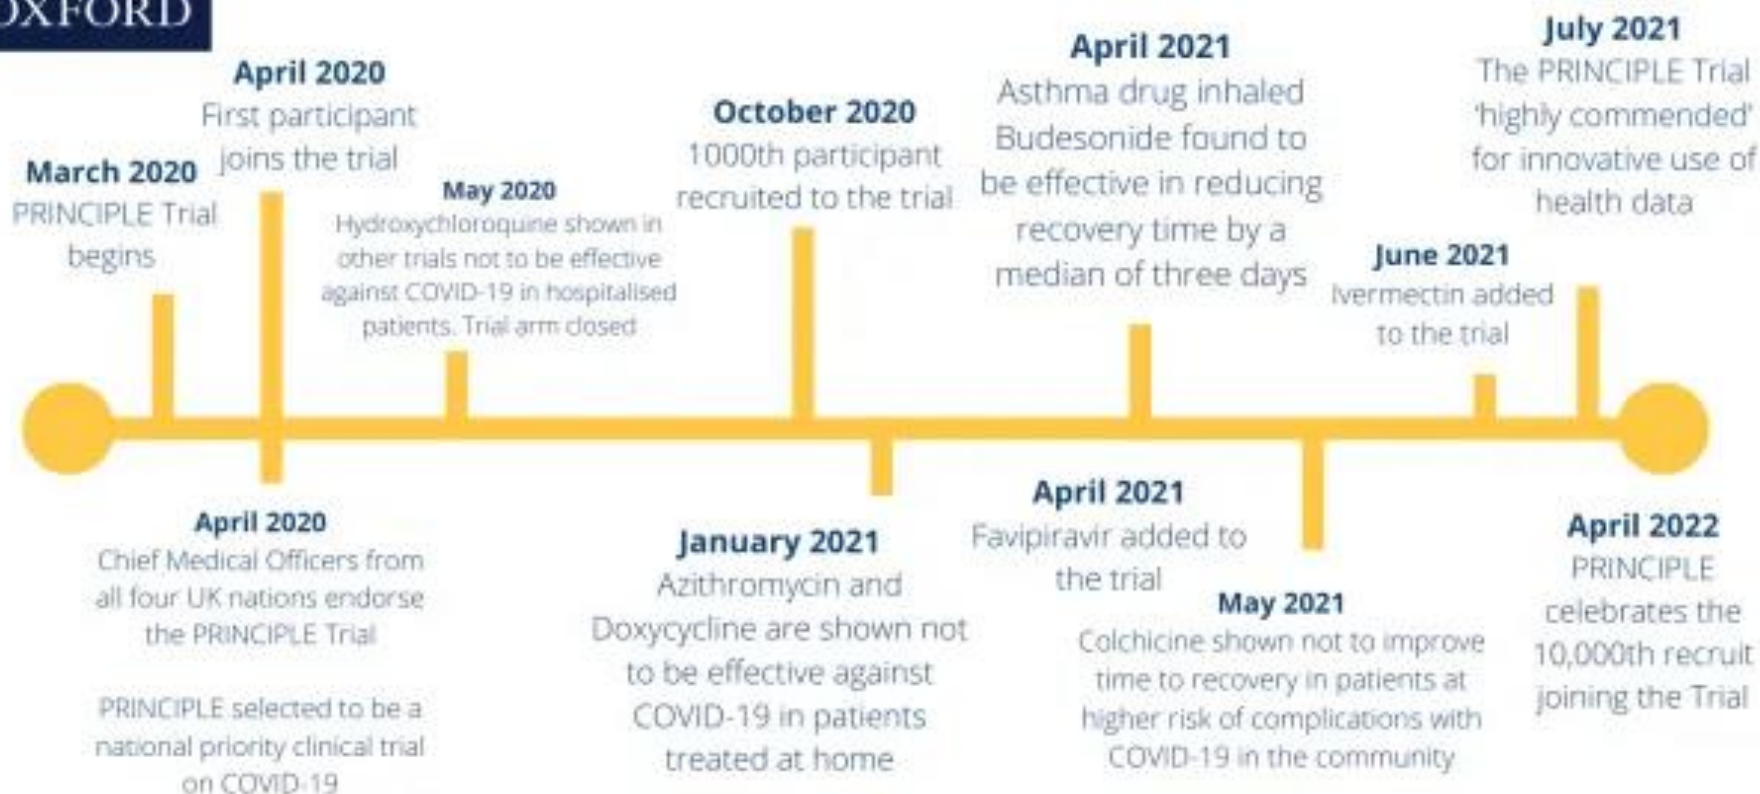 OXFORD
March 2020
PRINCIPLE Trial
begins
April 2020
First participant
joins the trial
April 2020
Chief Medical Officers from
all four UK nations endorse
the PRINCIPLE Trial
PRINCIPLE selected to be a
national priority clinical trial
on COVID-19
May 2020
Hydroxychloroquine shown in
other trials not to be effective
against COVID-19 in hospitalised
patients. Trial arm closed
October 2020
1000th participant
recruited to the trial
January 2021
Azithromycin and
Doxycycline are shown not
to be effective against
COVID-19 in patients
treated at home
April 2021
Asthma drug inhaled
Budesonide found to
be effective in reducing
recovery time by a
median of three days
April 2021
Favipiravir added to
the trial
May 2021
Colchicine shown not to improve
time to recovery in patients at
higher risk of complications with
COVID-19 in the community
June 2021
Ivermectin added
to the trial
July 2021
The PRINCIPLE Trial
'highly commended'
for innovative use of
health data
April 2022
PRINCIPLE
celebrates the
10,000th recruit
joining the Trial